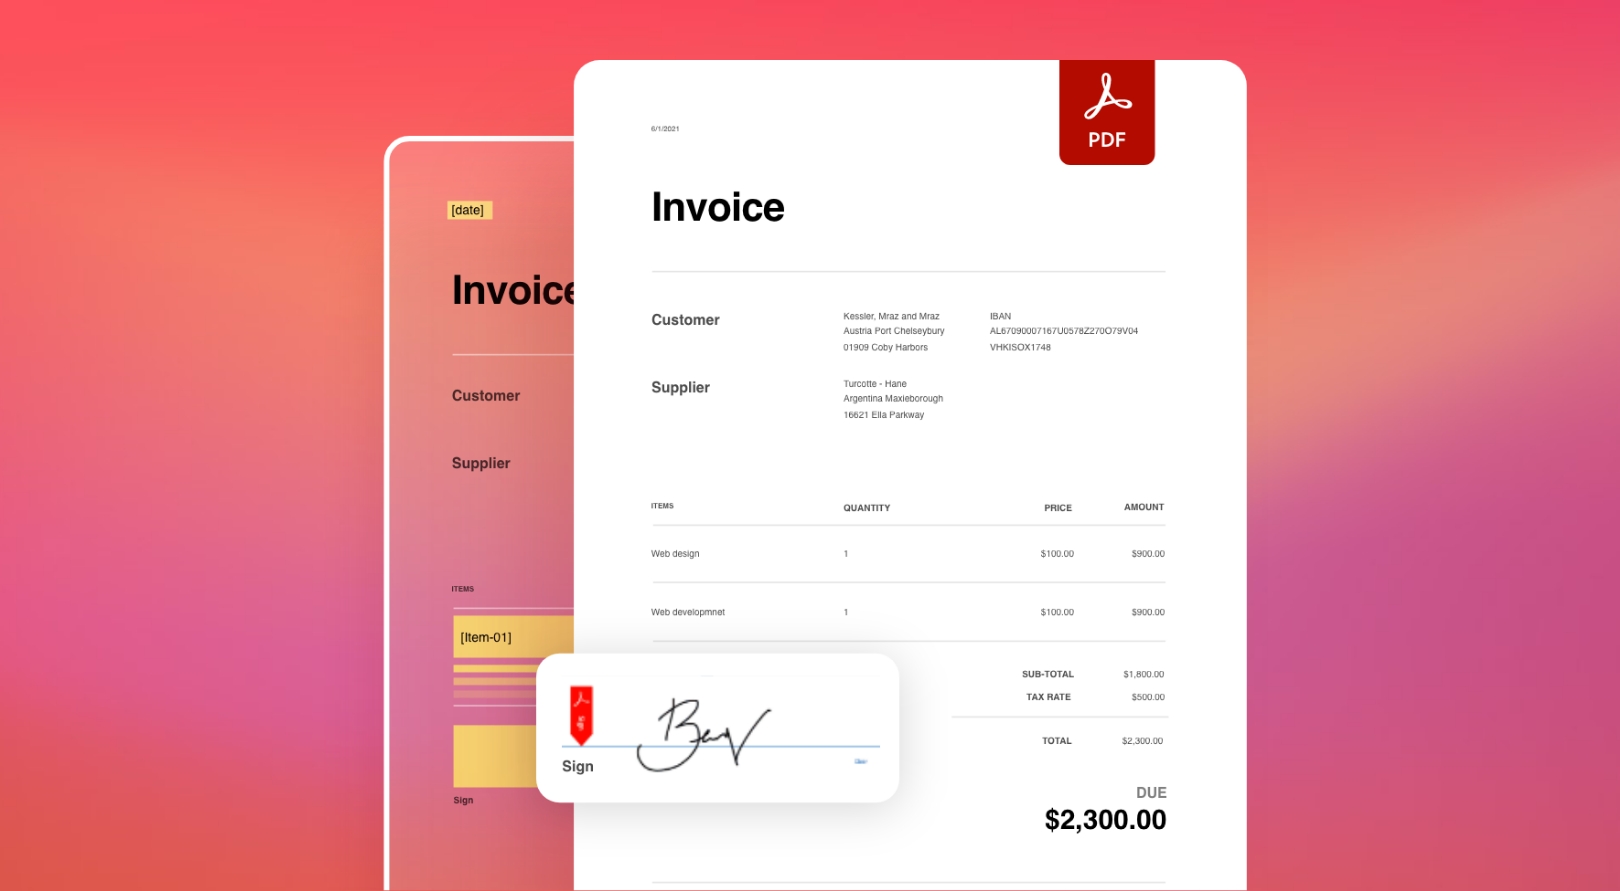 6/1/2021
PDF
Invoice
Customer
Kessler, Mraz and Mraz
Austria Port Chelseybury
01909 Coby Harbors
IBAN
AL67090007167U0578Z270O79V04
VHKISOX1748
Supplier
Turcotte - Hane
Argentina Maxieborough
16621 Ella Parkway
ITEMS QUANTITY PRICE AMOUNT
Web design 1 $100.00 $900.00
Web developmnet 1 $100.00 $900.00
SUB-TOTAL $1,800.00
TAX RATE $500.00
TOTAL $2,300.00
DUE
$2,300.00
[date]
Invoice
Customer
Supplier
ITEMS
[Item-01]
Sign
Ben
Sign